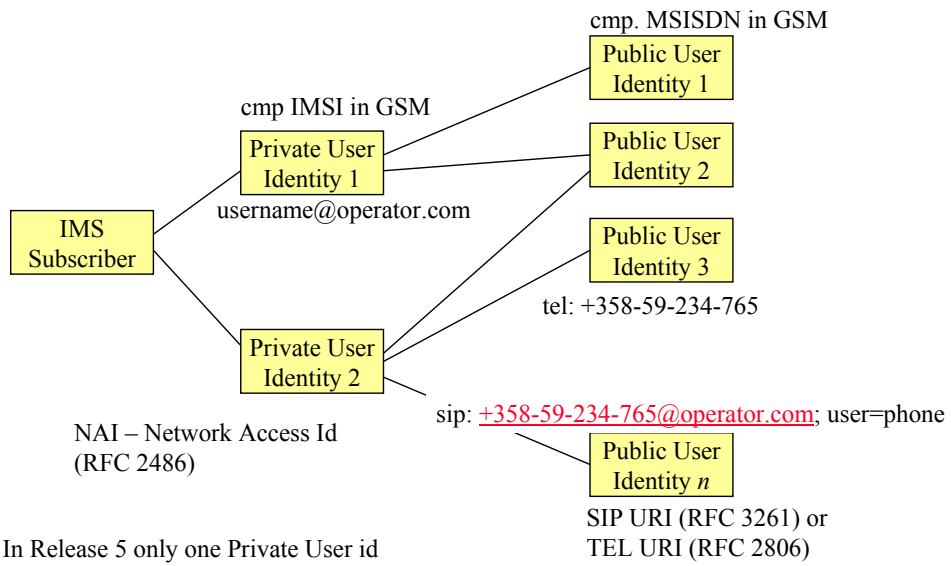 cmp. MSISDN in GSM
Public User
Identity 1
cmp IMSI in GSM
Private User
Identity 1
username@operator.com
Public User
Identity 2
IMS
Subscriber
Public User
Identity 3
tel: +358-59-234-765
Private User
Identity 2
sip: +358-59-234-765@operator.com; user=phone
NAI – Network Access Id
(RFC 2486)
Public User
Identity n
SIP URI (RFC 3261) or
TEL URI (RFC 2806)
In Release 5 only one Private User id